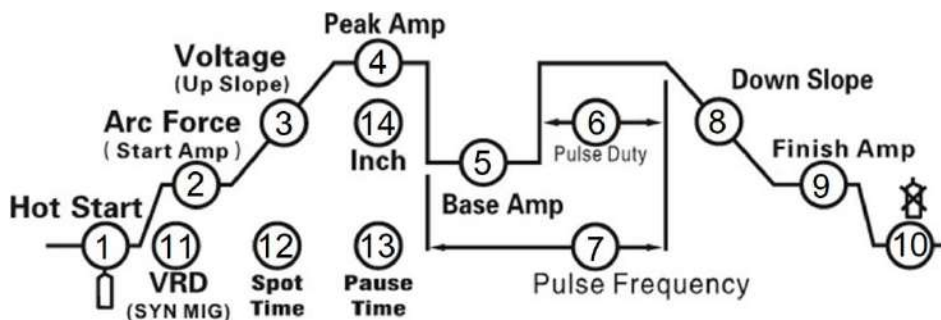 Peak Amp
4
Voltage
(Up Slope)
3
Down Slope
8
Arc Force
( Start Amp )
2
14
Inch
6
Pulse Duty
5
Base Amp
Finish Amp
9
Hot Start
1
11
VRD
(SYN MIG)
12
Spot
Time
13
Pause
Time
7
Pulse Frequency
10